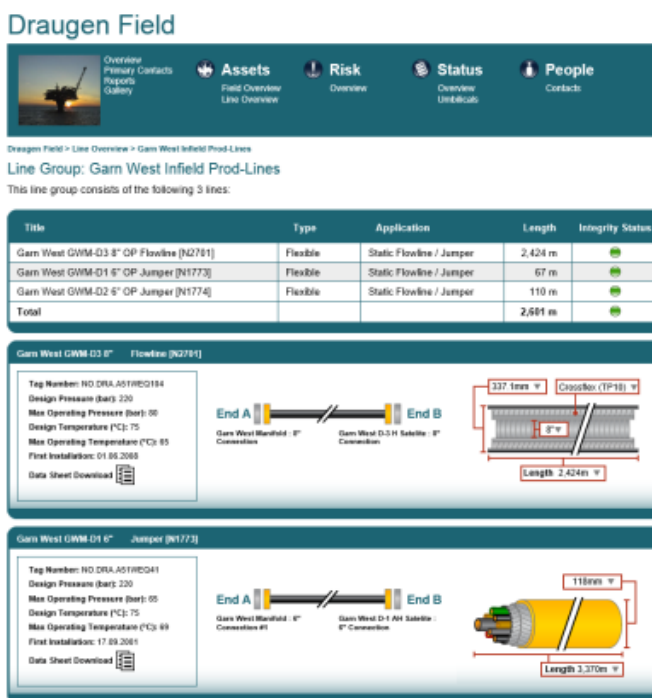 Draugen Field
Overview
Primary Contacts
Reports
Gallery
Assets
Field Overview
Line Overview
Risk
Overview
Status
Overview
Umbilicals
People
Contacts
Draugen Field > Line Overview > Garn West Infield Prod-Lines
Line Group: Garn West Infield Prod-Lines
This line group consists of the following 3 lines:
Title Type Application Length Integrity Status
Garn West GWM-D3 8" OP Flowline [N2701] Flexible Static Flowline / Jumper 2,424 m
Garn West GWM-D1 6" OP Jumper [N1773] Flexible Static Flowline / Jumper 67 m
Garn West GWM-D2 6" OP Jumper [N1774] Flexible Static Flowline / Jumper 110 m
Total 2,601 m
Garn West GWM-D3 8" Flowline [N2701]
Tag Number: NO.DRA.A51WEQ104
Design Pressure (bar): 220
Max Operating Pressure (bar): 80
Design Temperature (°C): 75
Max Operating Temperature (°C): 65
First Installation: 01.06.2008
Data Sheet Download
End A
Garn West Manifold : 8"
Connection
End B
Garn West D-3 H Satelite : 8"
Connection
337.1mm
Crossflex (TP10)
8"
Length 2,424m
Garn West GWM-D1 6" Jumper [N1773]
Tag Number: NO.DRA.A51WEQ41
Design Pressure (bar): 220
Max Operating Pressure (bar): 65
Design Temperature (°C): 75
Max Operating Temperature (°C): 69
First Installation: 17.09.2001
Data Sheet Download
End A
Garn West Manifold : 6"
Connection #1
End B
Garn West D-1 AH Satelite :
6" Connection
118mm
Length 3,370m